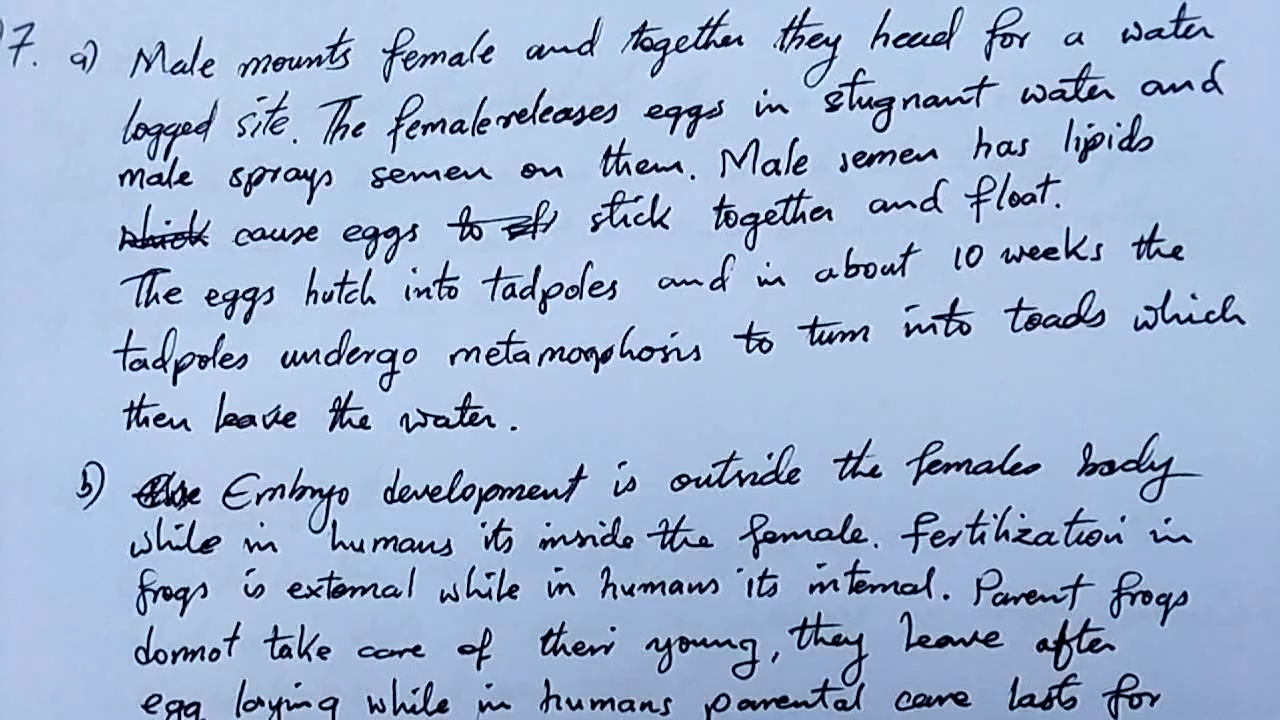 7. a) Male mounts female and together they head for a water
logged site. The female releases eggs in stugnant water and
male sprays semen on them. Male semen has lipids
which cause eggs to stick together and float.
The eggs hutch into tadpoles and in about 10 weeks the
tadpoles undergo metamorphosis to turn into toads which
then leave the water.
b) Embryo development is outside the females body
while in humans its inside the female. Fertilization in
frogs is external while in humans its internal. Parent frogs
donnot take care of their young, they leave after
egg laying while in humans parental care lasts for